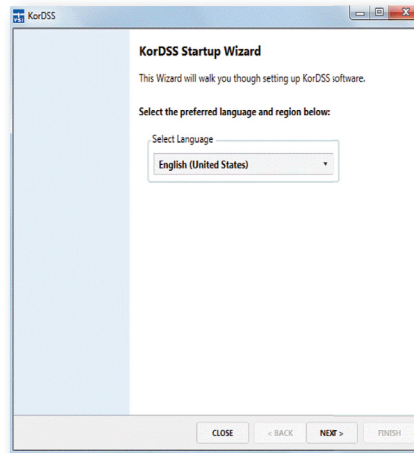 KorDSS
KorDSS Startup Wizard
This Wizard will walk you though setting up KorDSS software.
Select the preferred language and region below:
Select Language
English (United States)
CLOSE
< BACK
NEXT >
FINISH